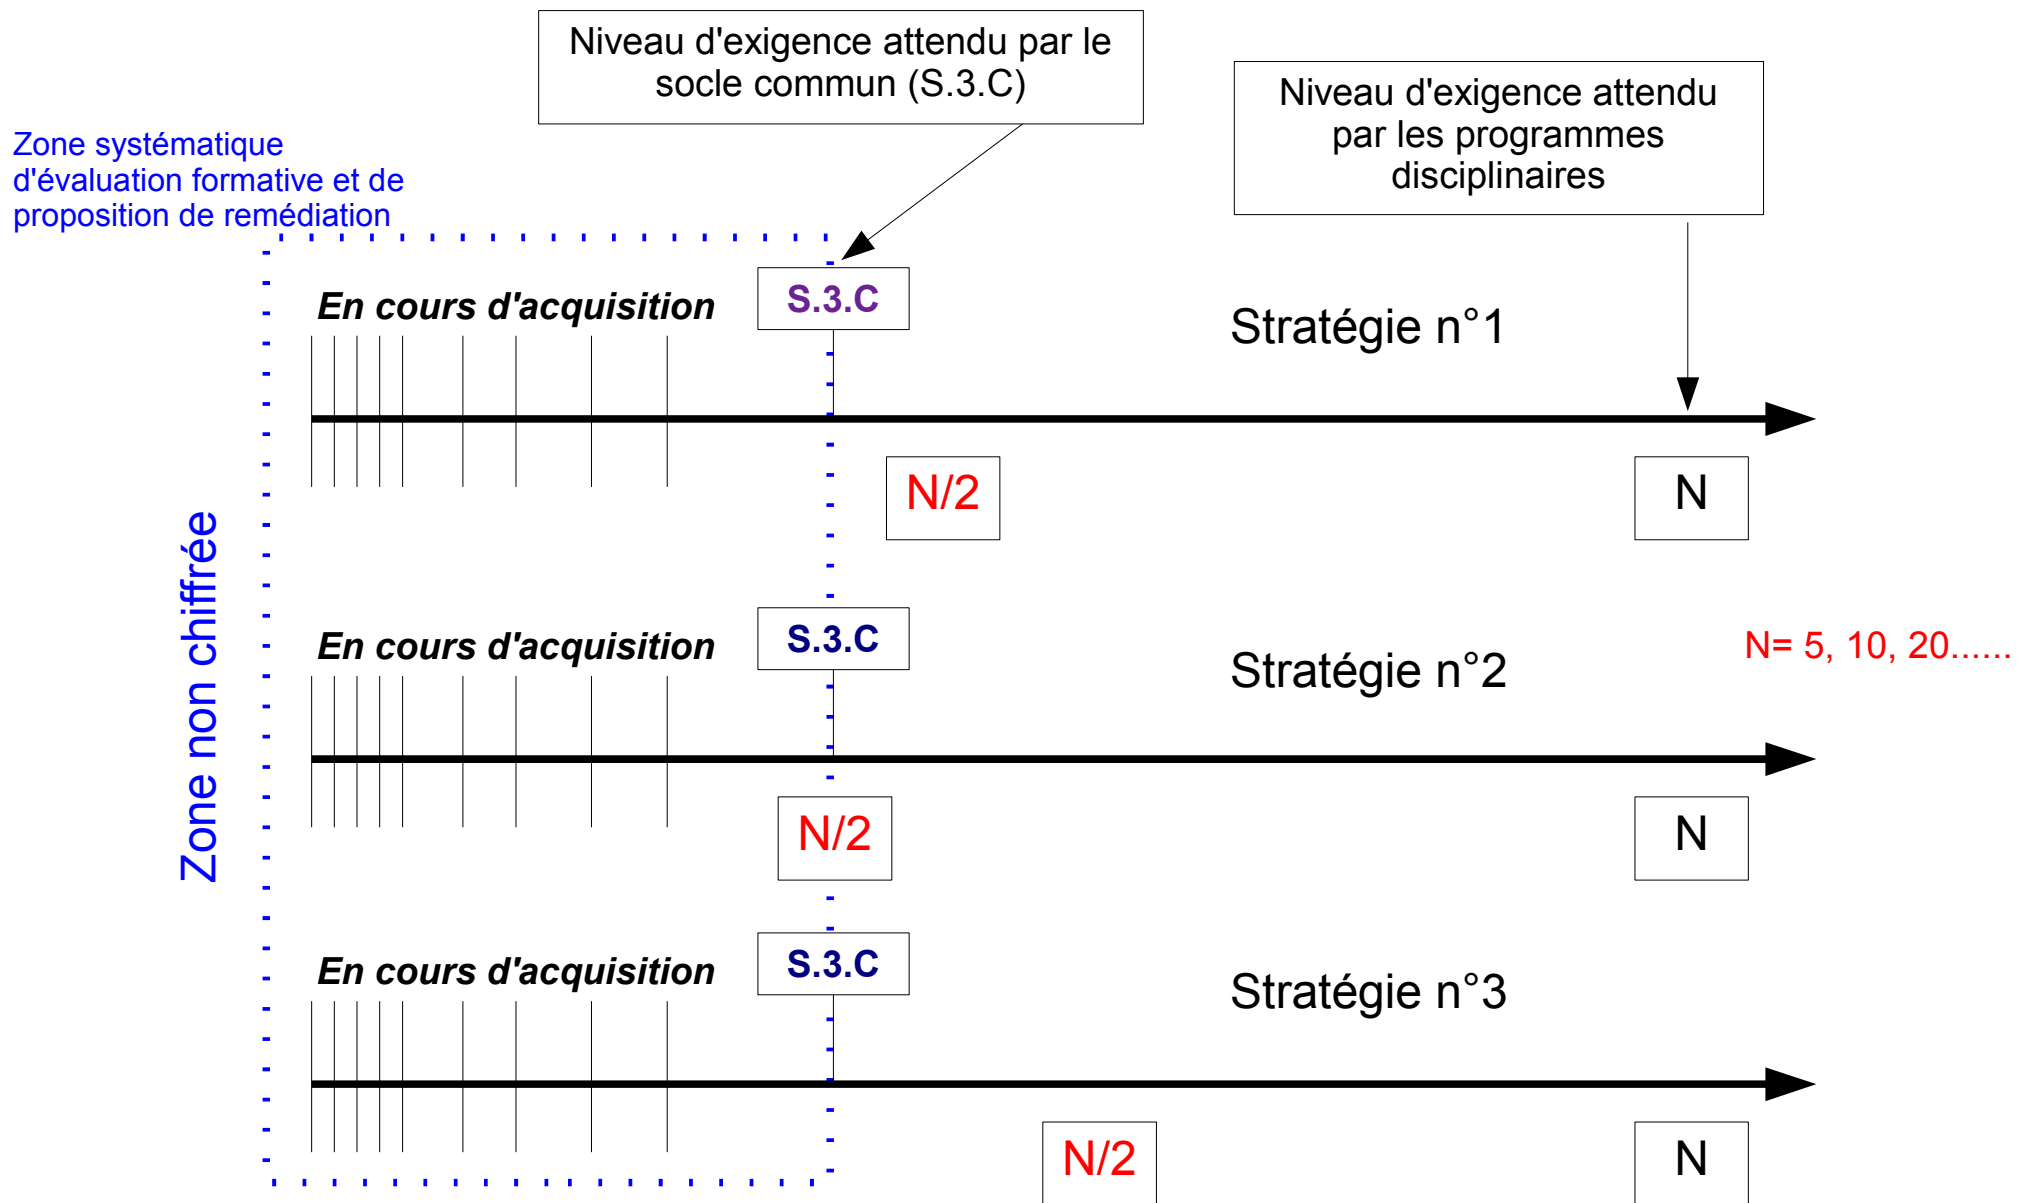 Niveau d'exigence attendu par le
socle commun (S.3.C)
Niveau d'exigence attendu
par les programmes
disciplinaires
Zone systématique
d'évaluation formative et de
proposition de remédiation
En cours d'acquisition
S.3.C
Stratégie n°1
N/2
N
Zone non chiffrée
En cours d'acquisition
S.3.C
Stratégie n°2
N= 5, 10, 20......
N/2
N
En cours d'acquisition
S.3.C
Stratégie n°3
N/2
N